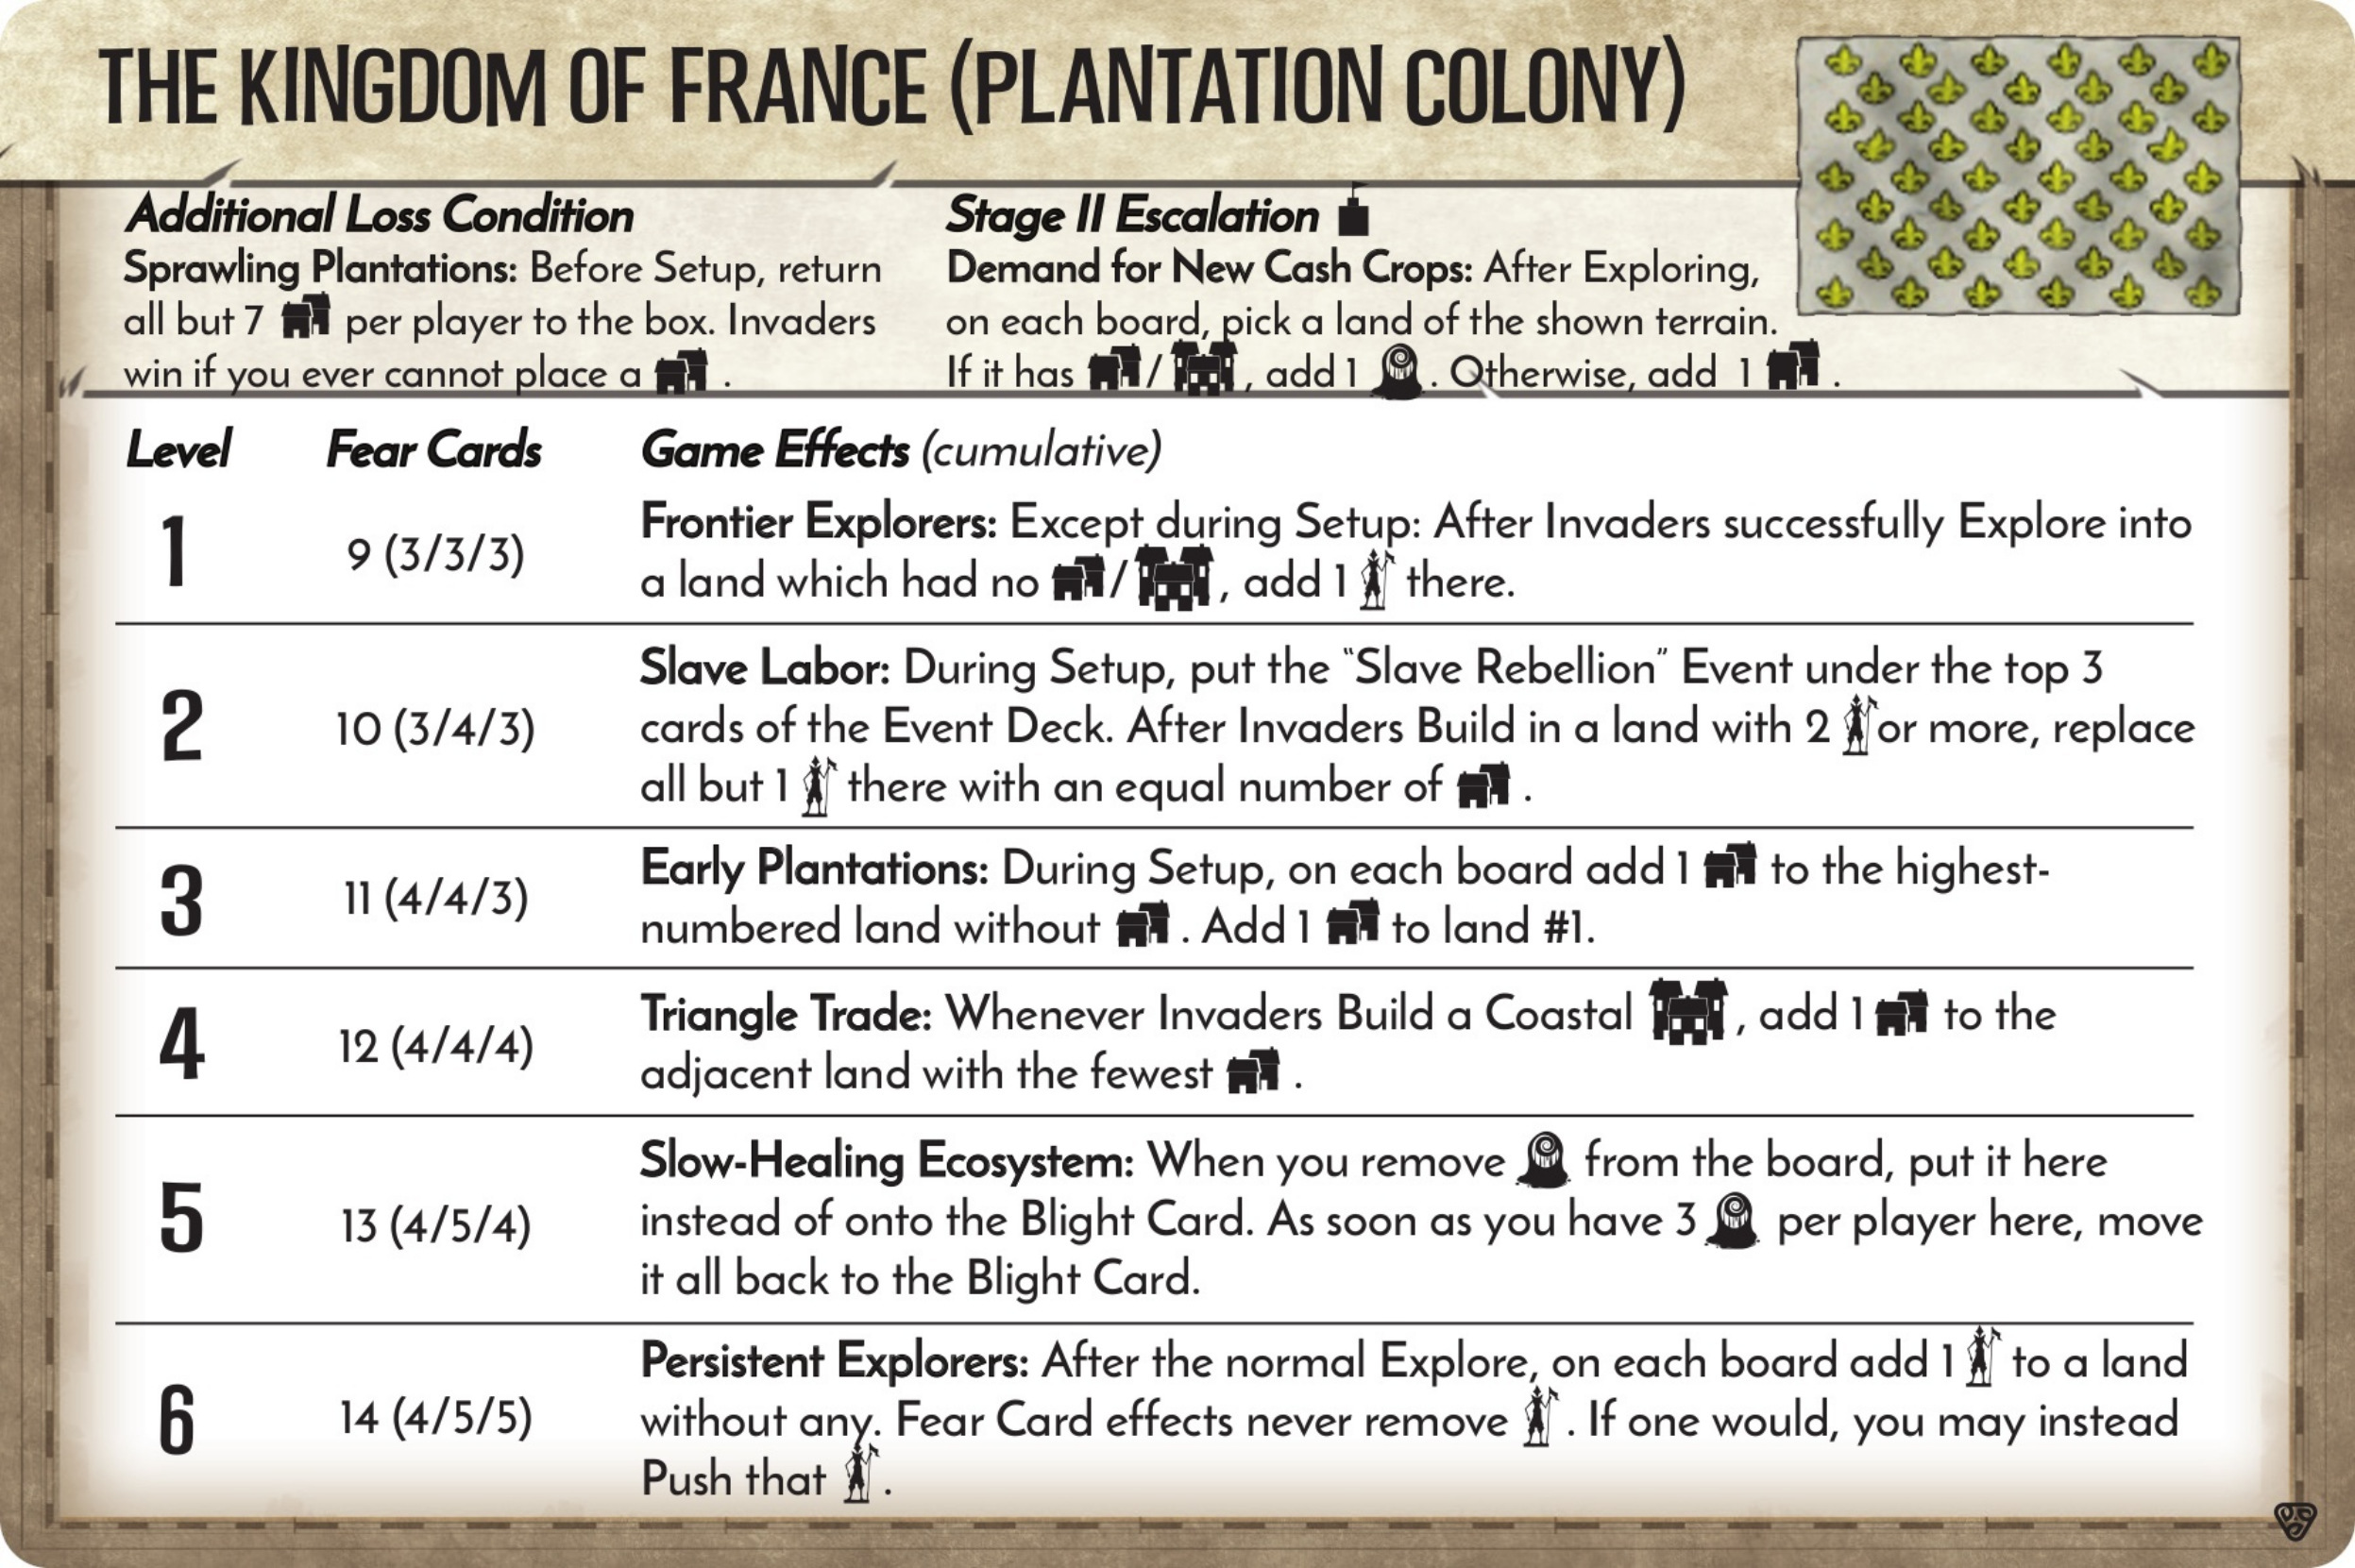 THE KINGDOM OF FRANCE (PLANTATION COLONY)
Additional Loss Condition
Sprawling Plantations: Before Setup, return
all but 7 per player to the box. Invaders
win if you ever cannot place a .
Stage II Escalation
Demand for New Cash Crops: After Exploring,
on each board, pick a land of the shown terrain.
If it has / , add 1 . Otherwise, add 1 .
Level Fear Cards Game Effects (cumulative)
1 9 (3/3/3) Frontier Explorers: Except during Setup: After Invaders successfully Explore into
a land which had no / , add 1 there.
2 10 (3/4/3) Slave Labor: During Setup, put the “Slave Rebellion” Event under the top 3
cards of the Event Deck. After Invaders Build in a land with 2 or more, replace
all but 1 there with an equal number of .
3 11 (4/4/3) Early Plantations: During Setup, on each board add 1 to the highest-
numbered land without . Add 1 to land #1.
4 12 (4/4/4) Triangle Trade: Whenever Invaders Build a Coastal , add 1 to the
adjacent land with the fewest .
5 13 (4/5/4) Slow-Healing Ecosystem: When you remove from the board, put it here
instead of onto the Blight Card. As soon as you have 3 per player here, move
it all back to the Blight Card.
6 14 (4/5/5) Persistent Explorers: After the normal Explore, on each board add 1 to a land
without any. Fear Card effects never remove . If one would, you may instead
Push that .